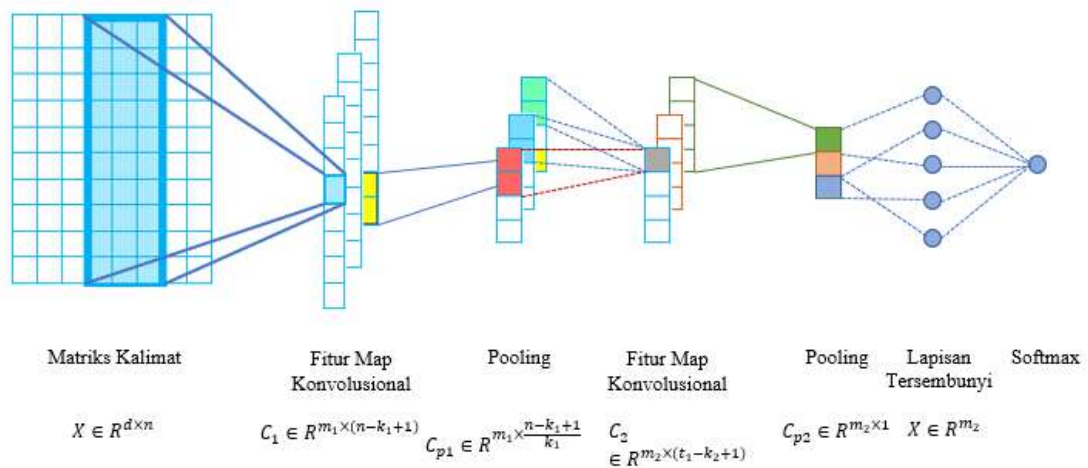 Matriks Kalimat
Fitur Map
Konvolusional
Pooling
Fitur Map
Konvolusional
Pooling
Lapisan
Tersembunyi
Softmax
X ∈ R^{d×n}
C_1 ∈ R^{m_1×(n-k_1+1)}
C_{p1} ∈ R^{m_1×\frac{n-k_1+1}{k_1}}
C_2
∈ R^{m_2×(t_1-k_2+1)}
C_{p2} ∈ R^{m_2×1}
X ∈ R^{m_2}